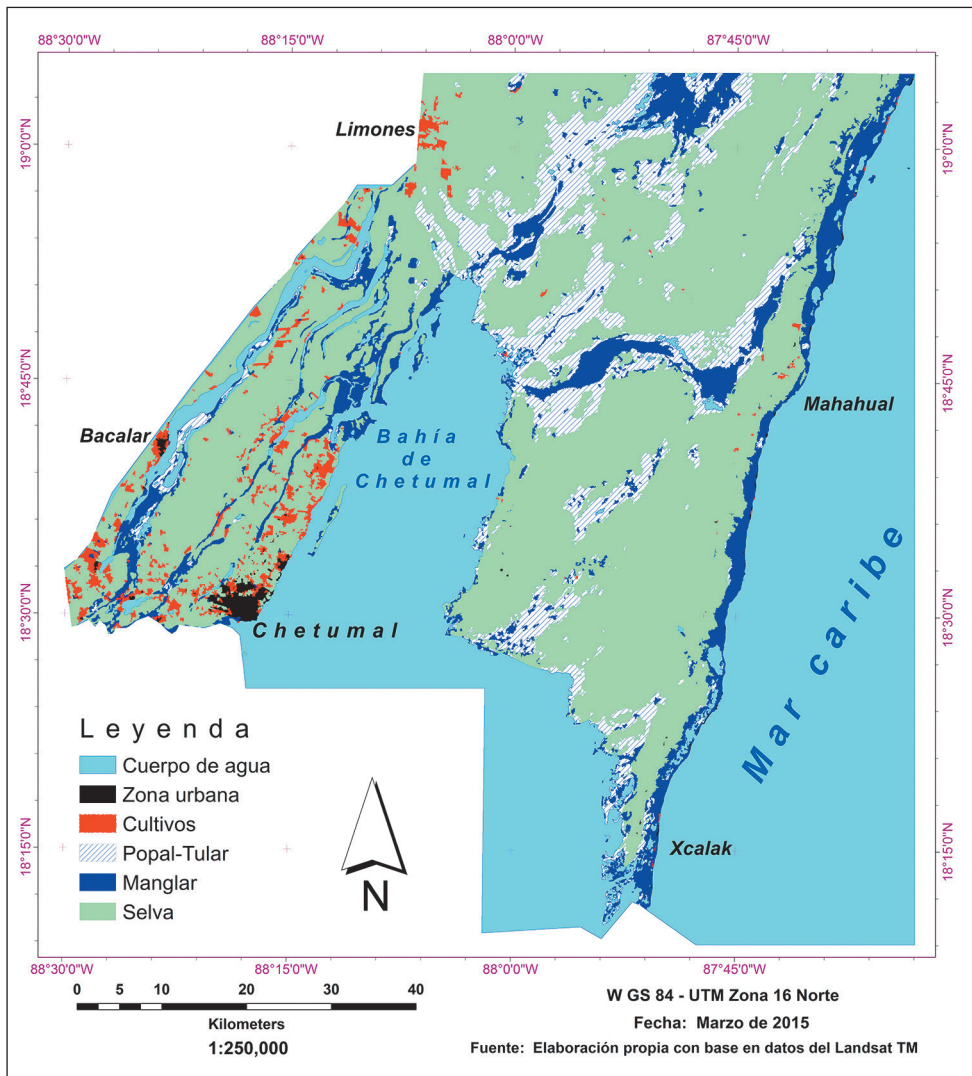 88°30'0"W 88°15'0"W 88°0'0"W 87°45'0"W
19°0'0"N
19°0'0"N
18°45'0"N
18°45'0"N
18°30'0"N
18°30'0"N
18°15'0"N
18°15'0"N
Limones
Bacalar
Mahahual
Bahía
de
Chetumal
Chetumal
Mar caribe
Xcalak
Leyenda
Cuerpo de agua
Zona urbana
Cultivos
Popal-Tular
Manglar
Selva
N
88°30'0"W 88°15'0"W 88°0'0"W 87°45'0"W
0 5 10 20 30 40
Kilometers
1:250,000
W GS 84 - UTM Zona 16 Norte
Fecha: Marzo de 2015
Fuente: Elaboración propia con base en datos del Landsat TM